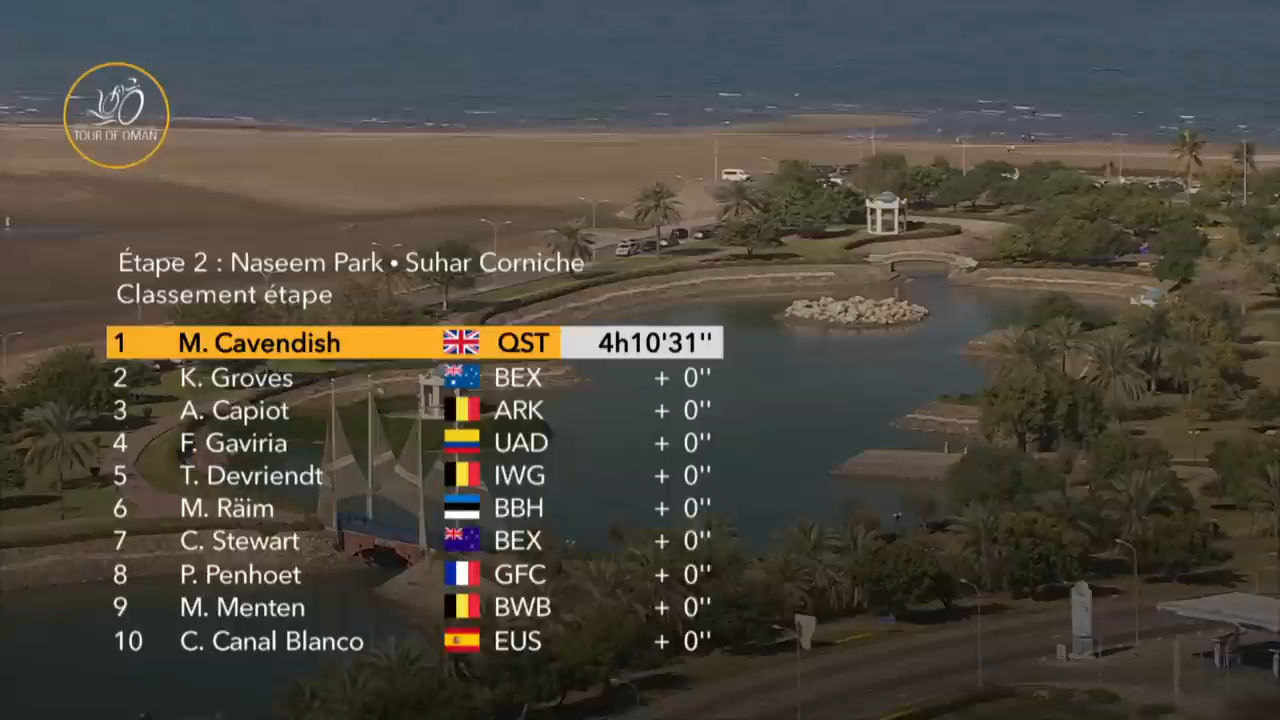 TOUR OF OMAN
Étape 2 : Naseem Park • Suhar Corniche
Classement étape
1 M. Cavendish QST 4h10'31''
2 K. Groves BEX + 0''
3 A. Capiot ARK + 0''
4 F. Gaviria UAD + 0''
5 T. Devriendt IWG + 0''
6 M. Räim BBH + 0''
7 C. Stewart BEX + 0''
8 P. Penhoet GFC + 0''
9 M. Menten BWB + 0''
10 C. Canal Blanco EUS + 0''